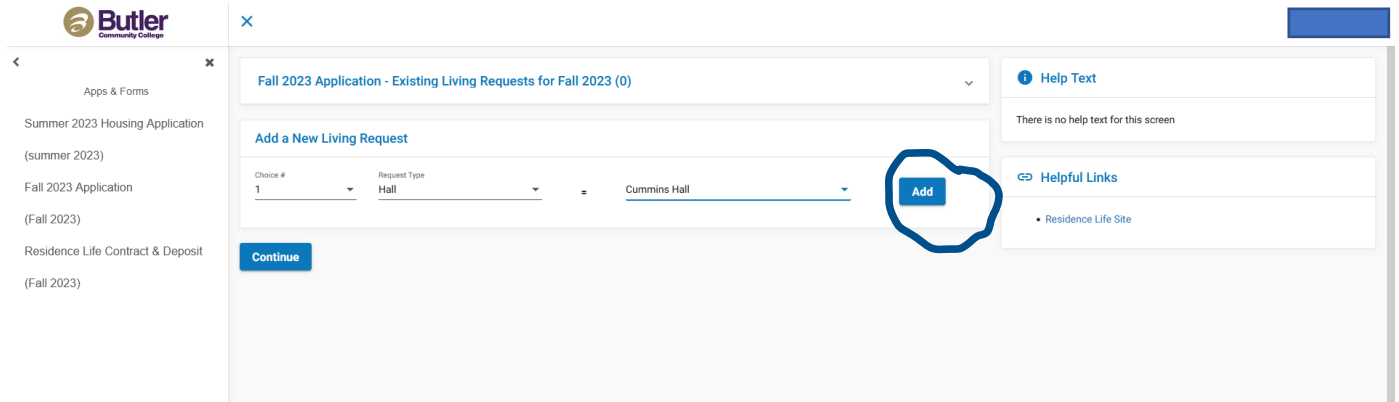 Butler
Community College
Apps & Forms
Summer 2023 Housing Application
(summer 2023)
Fall 2023 Application
(Fall 2023)
Residence Life Contract & Deposit
(Fall 2023)
Fall 2023 Application - Existing Living Requests for Fall 2023 (0)
Add a New Living Request
Choice # Request Type
1 Hall = Cummins Hall Add
Continue
Help Text
There is no help text for this screen
Helpful Links
• Residence Life Site